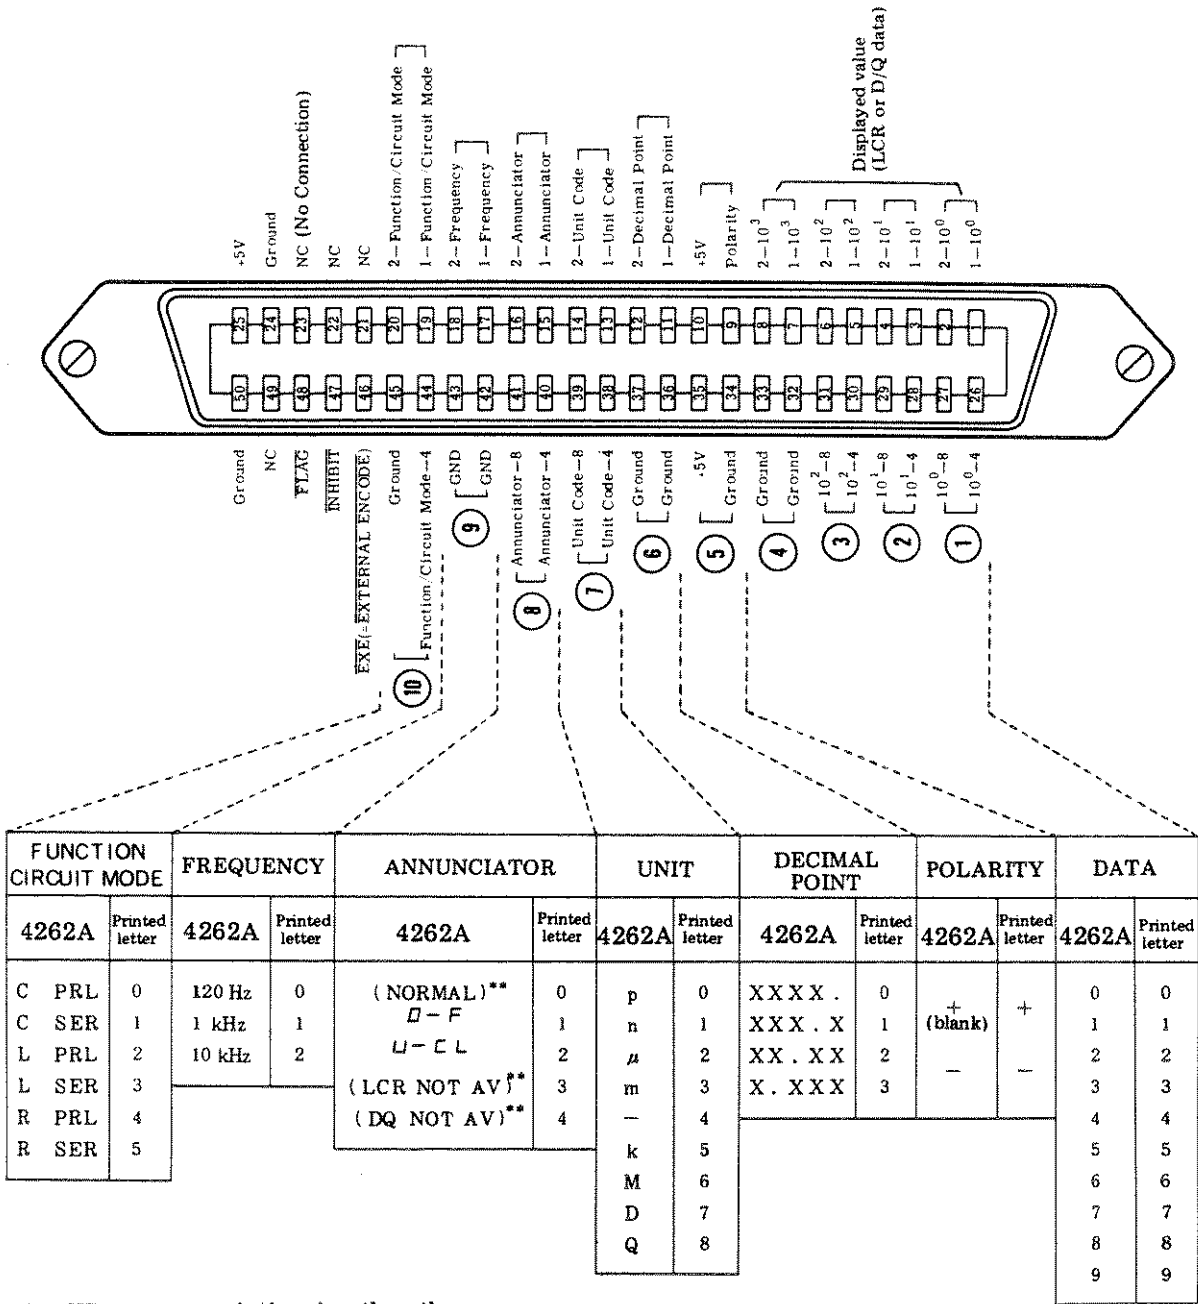 +5V
Ground
NC (No Connection)
NC
NC
2-Function/Circuit Mode
1-Function/Circuit Mode
2-Frequency
1-Frequency
2-Annunciator
1-Annunciator
2-Unit Code
1-Unit Code
2-Decimal Point
1-Decimal Point
+5V
Polarity
2-10³
1-10³
2-10²
1-10²
2-10¹
1-10¹
2-10⁰
1-10⁰
Displayed value
(LCR or D/Q data)
25 24 23 22 21 20 19 18 17 16 15 14 13 12 11 10 9 8 7 6 5 4 3 2 1
50 49 48 47 46 45 44 43 42 41 40 39 38 37 36 35 34 33 32 31 30 29 28 27 26
Ground
NC
FLAG
INHIBIT
EXE(=EXTERNAL ENCODE)
Ground
Function/Circuit Mode-4
10
GND
GND
9
Annunciator-8
Annunciator-4
8
Unit Code-8
Unit Code-4
7
Ground
Ground
6
+5V
Ground
5
Ground
Ground
4
10²-8
10²-4
3
10¹-8
10¹-4
2
10⁰-8
10⁰-4
1
FUNCTION CIRCUIT MODE FREQUENCY ANNUNCIATOR UNIT DECIMAL POINT POLARITY DATA
4262A Printed letter 4262A Printed letter 4262A Printed letter 4262A Printed letter 4262A Printed letter 4262A Printed letter 4262A Printed letter
C PRL 0 120 Hz 0 (NORMAL)** 0 p 0 XXXX. 0 + (blank) + 0 0
C SER 1 1 kHz 1 O-F 1 n 1 XXX.X 1 1 1
L PRL 2 10 kHz 2 U-CL 2 μ 2 XX.XX 2 - - 2 2
L SER 3 (LCR NOT AV)** 3 m 3 X.XXX 3 3 3
R PRL 4 (DQ NOT AV)** 4 - 4 4 4
R SER 5 k 5 5 5
M 6 6 6
D 7 7 7
Q 8 8 8
9 9